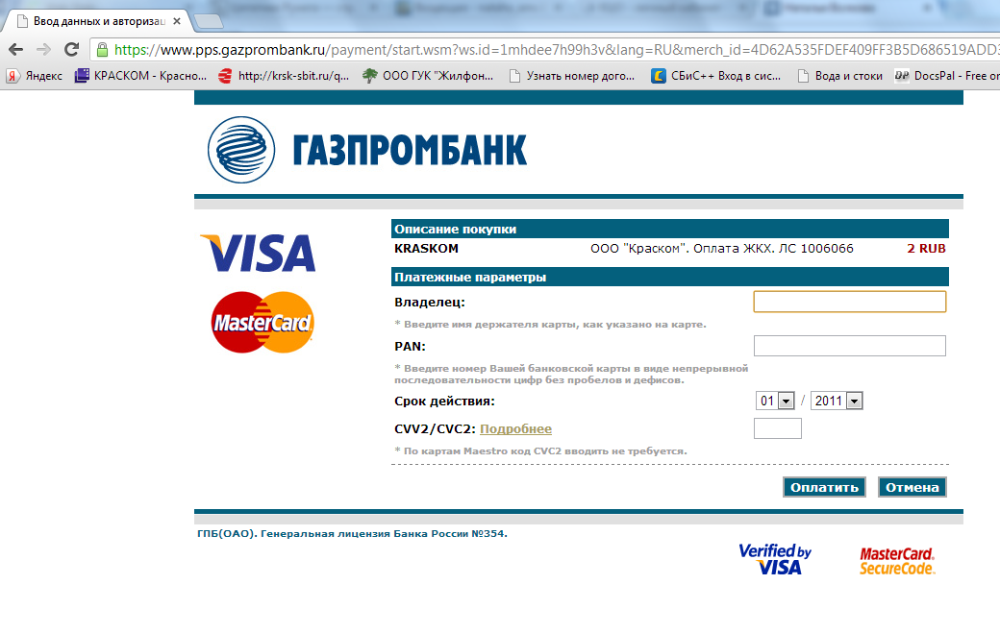 Ввод данных и авторизац
https://www.pps.gazprombank.ru/payment/start.wsm?ws.id=1mhdee7h99h3v&lang=RU&merch_id=4D62A535FDEF409FF3B5D686519ADD3
Яндекс КРАСКОМ - Красно... http://krsk-sbit.ru/q... ООО ГУК "Жилфон... Узнать номер дого... СБиС++ Вход в сис... Вода и стоки DP DocsPal - Free on
ГАЗПРОМБАНК
VISA
MasterCard
Описание покупки
KRASKOM ООО "Краском". Оплата ЖКХ. ЛС 1006066 2 RUB
Платежные параметры
Владелец:
* Введите имя держателя карты, как указано на карте.
PAN:
* Введите номер Вашей банковской карты в виде непрерывной
последовательности цифр без пробелов и дефисов.
Срок действия: 01 / 2011
CVV2/CVC2: Подробнее
* По картам Maestro код CVC2 вводить не требуется.
Оплатить Отмена
ГПБ(ОАО). Генеральная лицензия Банка России №354.
Verified by
VISA
MasterCard.
SecureCode.